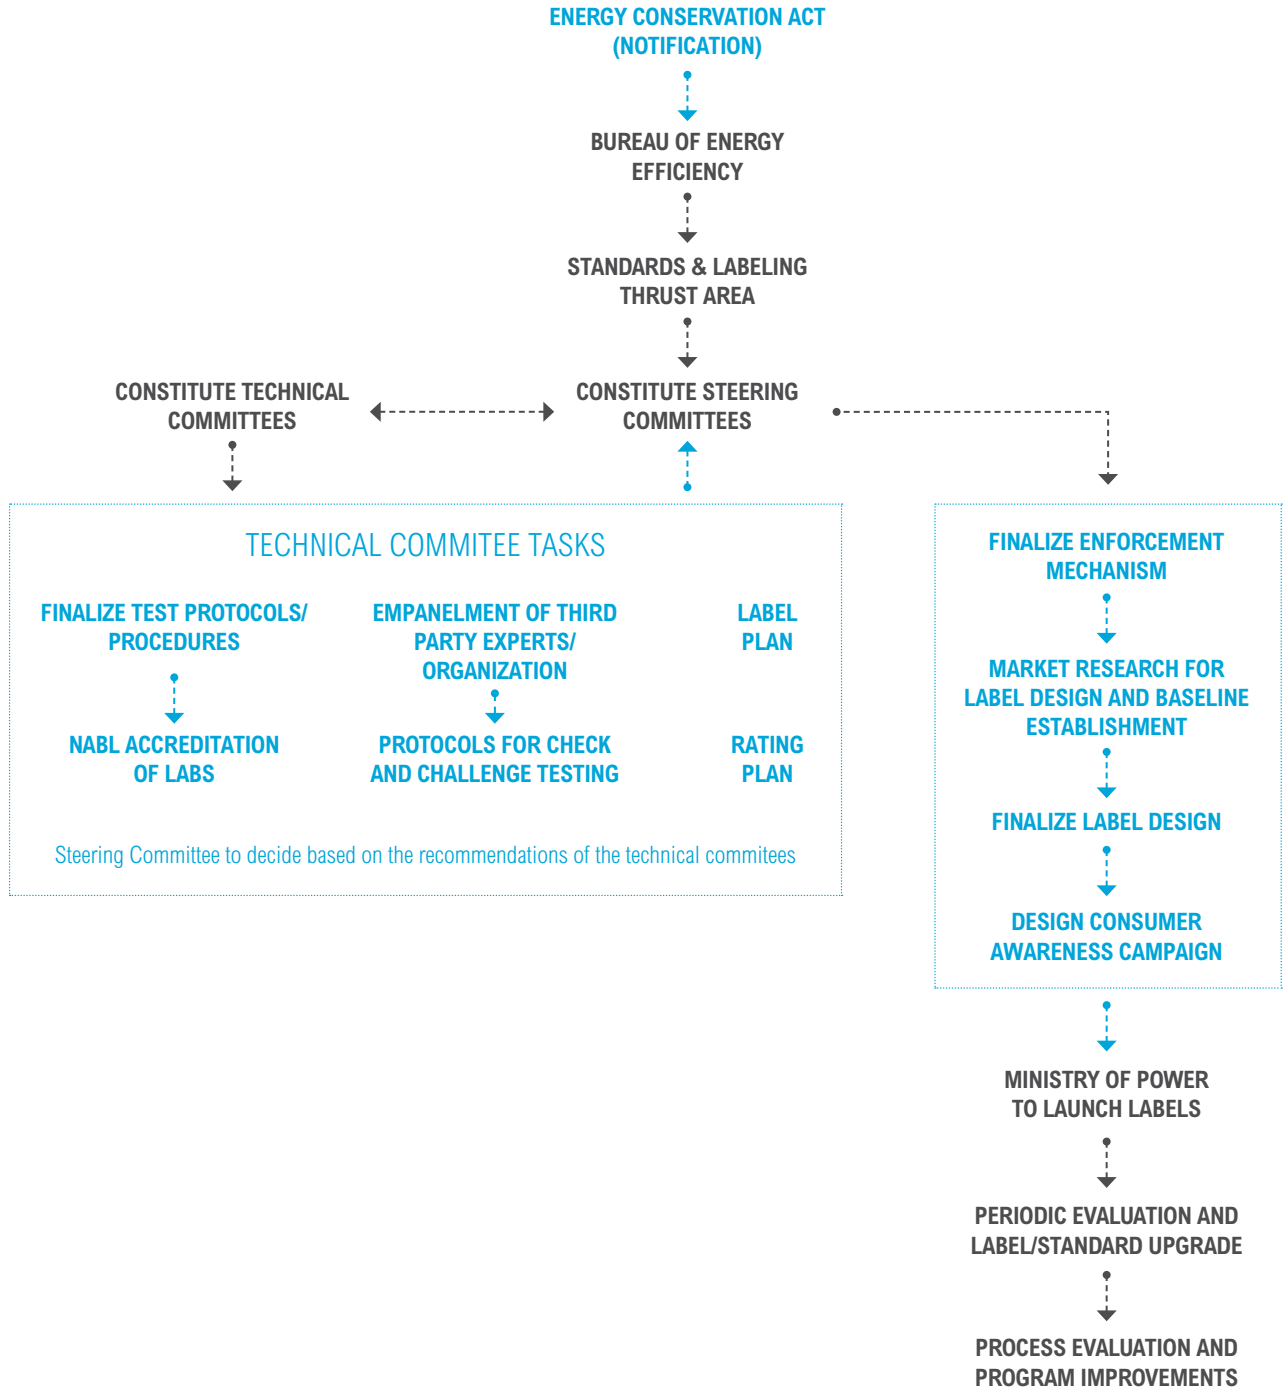 ENERGY CONSERVATION ACT
(NOTIFICATION)
BUREAU OF ENERGY
EFFICIENCY
STANDARDS & LABELING
THRUST AREA
CONSTITUTE TECHNICAL
COMMITTEES
CONSTITUTE STEERING
COMMITTEES
TECHNICAL COMMITEE TASKS
FINALIZE TEST PROTOCOLS/
PROCEDURES
EMPANELMENT OF THIRD
PARTY EXPERTS/
ORGANIZATION
LABEL
PLAN
NABL ACCREDITATION
OF LABS
PROTOCOLS FOR CHECK
AND CHALLENGE TESTING
RATING
PLAN
Steering Committee to decide based on the recommendations of the technical commitees
FINALIZE ENFORCEMENT
MECHANISM
MARKET RESEARCH FOR
LABEL DESIGN AND BASELINE
ESTABLISHMENT
FINALIZE LABEL DESIGN
DESIGN CONSUMER
AWARENESS CAMPAIGN
MINISTRY OF POWER
TO LAUNCH LABELS
PERIODIC EVALUATION AND
LABEL/STANDARD UPGRADE
PROCESS EVALUATION AND
PROGRAM IMPROVEMENTS